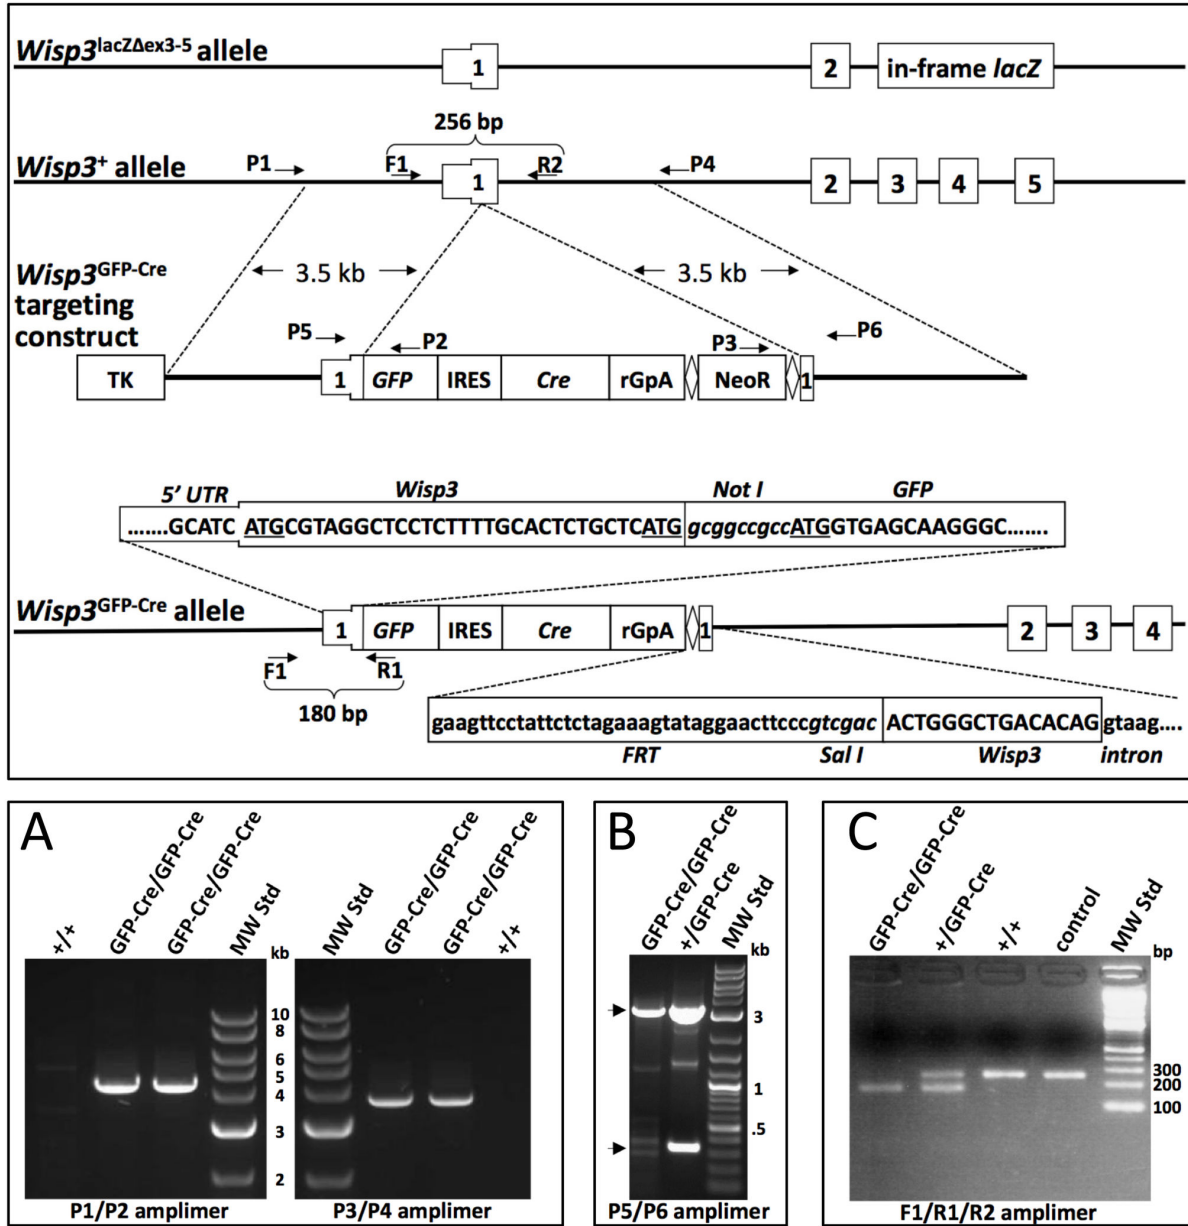 Wisp3lacZΔex3-5 allele
1
2
in-frame lacZ
256 bp
Wisp3+ allele
P1
F1
1
R2
P4
2
3
4
5
Wisp3GFP-Cre
targeting
construct
3.5 kb
3.5 kb
P5
P2
P3
P6
TK
1
GFP
IRES
Cre
rGpA
NeoR
1
5' UTR
Wisp3
Not I
GFP
.......GCATC ATGCGTAGGCTCCTCTTTTGCACTCTGCTCATG gcggccgccATGGTGAGCAAGGGC.......
Wisp3GFP-Cre allele
1
GFP
IRES
Cre
rGpA
1
2
3
4
F1
R1
180 bp
gaagttcctattctctagaaagtataggaacttcccgtcgac ACTGGGCTGACACAG gtaag....
FRT
Sal I
Wisp3
intron
A
+/+
GFP-Cre/GFP-Cre
GFP-Cre/GFP-Cre
MW Std
kb
10
8
6
5
4
3
2
MW Std
GFP-Cre/GFP-Cre
GFP-Cre/GFP-Cre
+/+
P1/P2 amplimer
P3/P4 amplimer
B
GFP-Cre/GFP-Cre
+/GFP-Cre
MW Std
kb
3
1
.5
P5/P6 amplimer
C
GFP-Cre/GFP-Cre
+/GFP-Cre
+/+
control
MW Std
bp
300
200
100
F1/R1/R2 amplimer